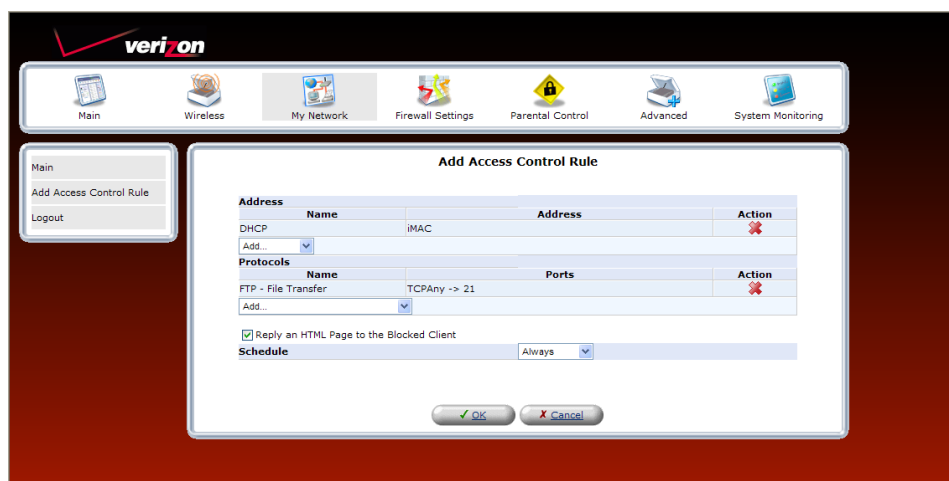 verizon
Main Wireless My Network Firewall Settings Parental Control Advanced System Monitoring
Main
Add Access Control Rule
Logout
Add Access Control Rule
Address
Name Address Action
DHCP iMAC
Add...
Protocols
Name Ports Action
FTP - File Transfer TCPAny -> 21
Add...
Reply an HTML Page to the Blocked Client
Schedule Always
OK Cancel